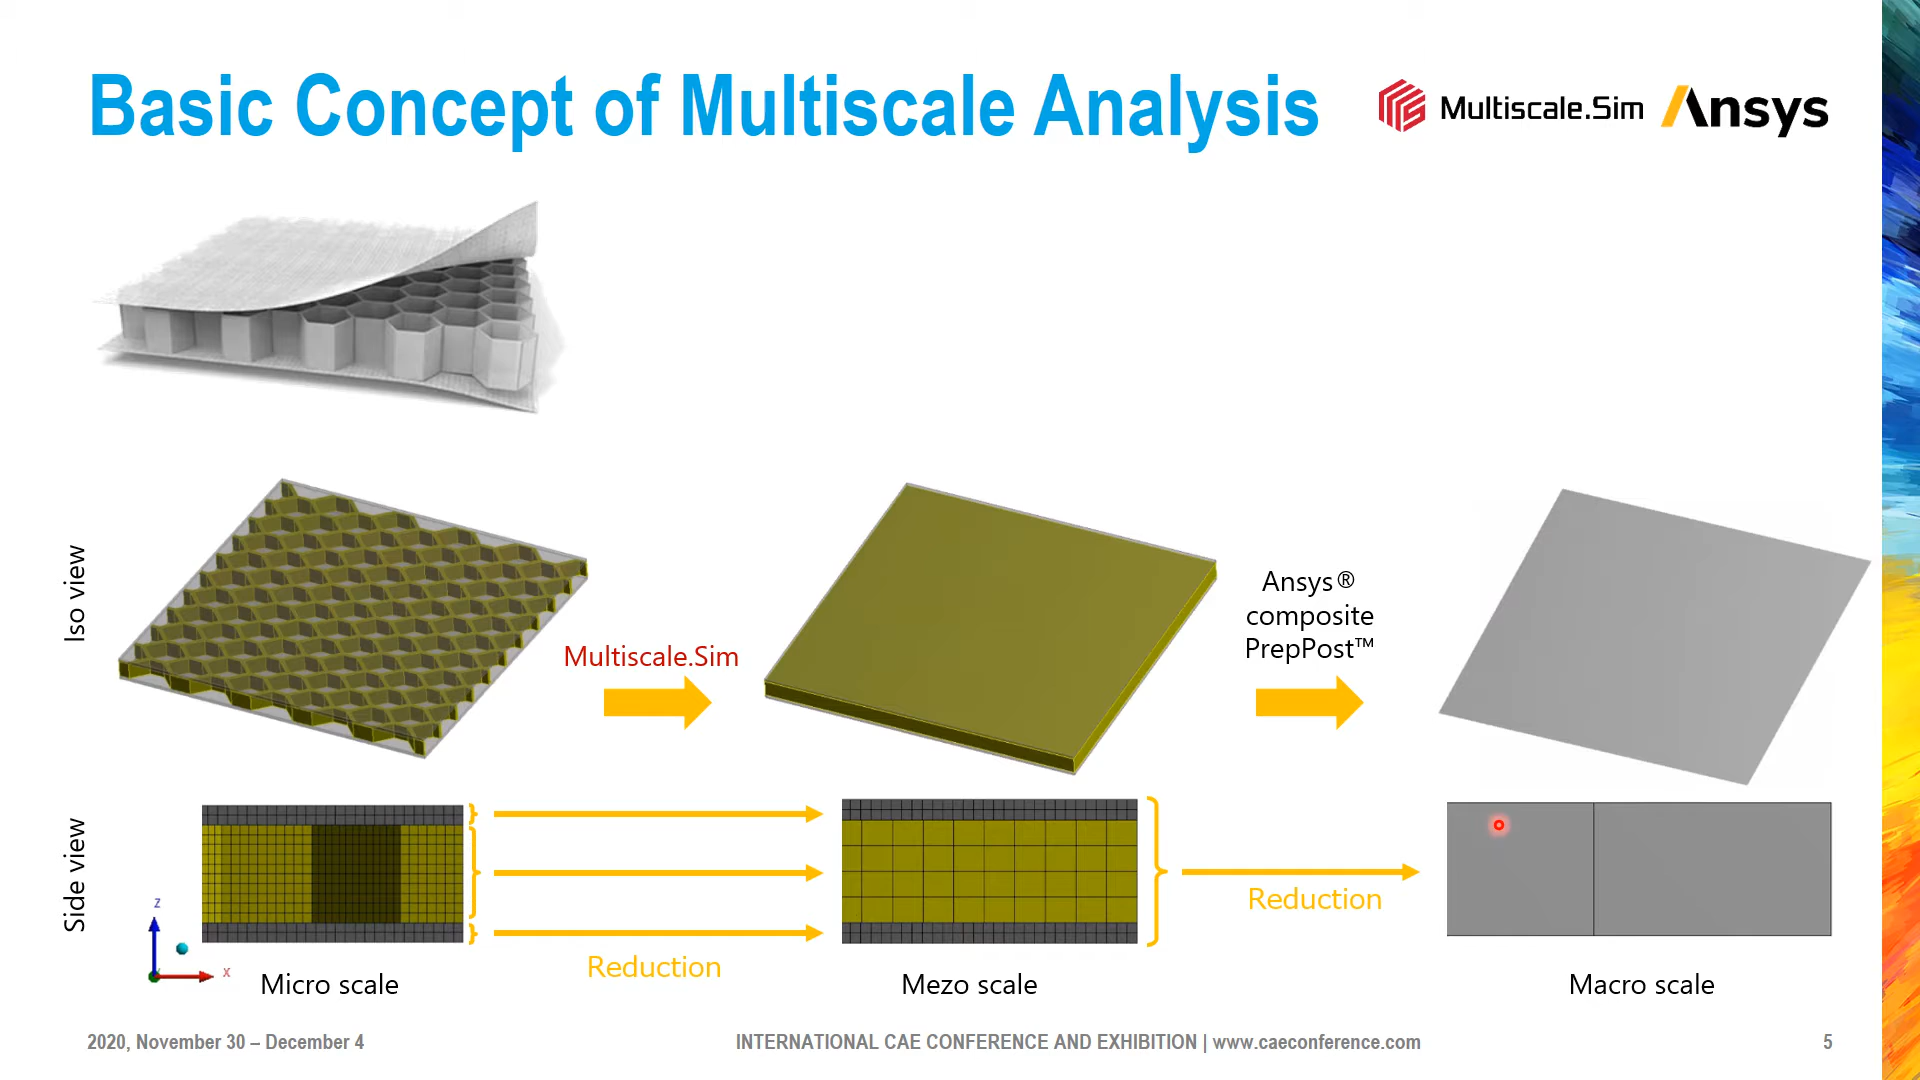 Basic Concept of Multiscale Analysis
Multiscale.Sim
Ansys
Iso view
Multiscale.Sim
Ansys®
composite
PrepPost™
Side view
z
x
Reduction
Reduction
Micro scale
Mezo scale
Macro scale
2020, November 30 – December 4
INTERNATIONAL CAE CONFERENCE AND EXHIBITION | www.caeconference.com
5